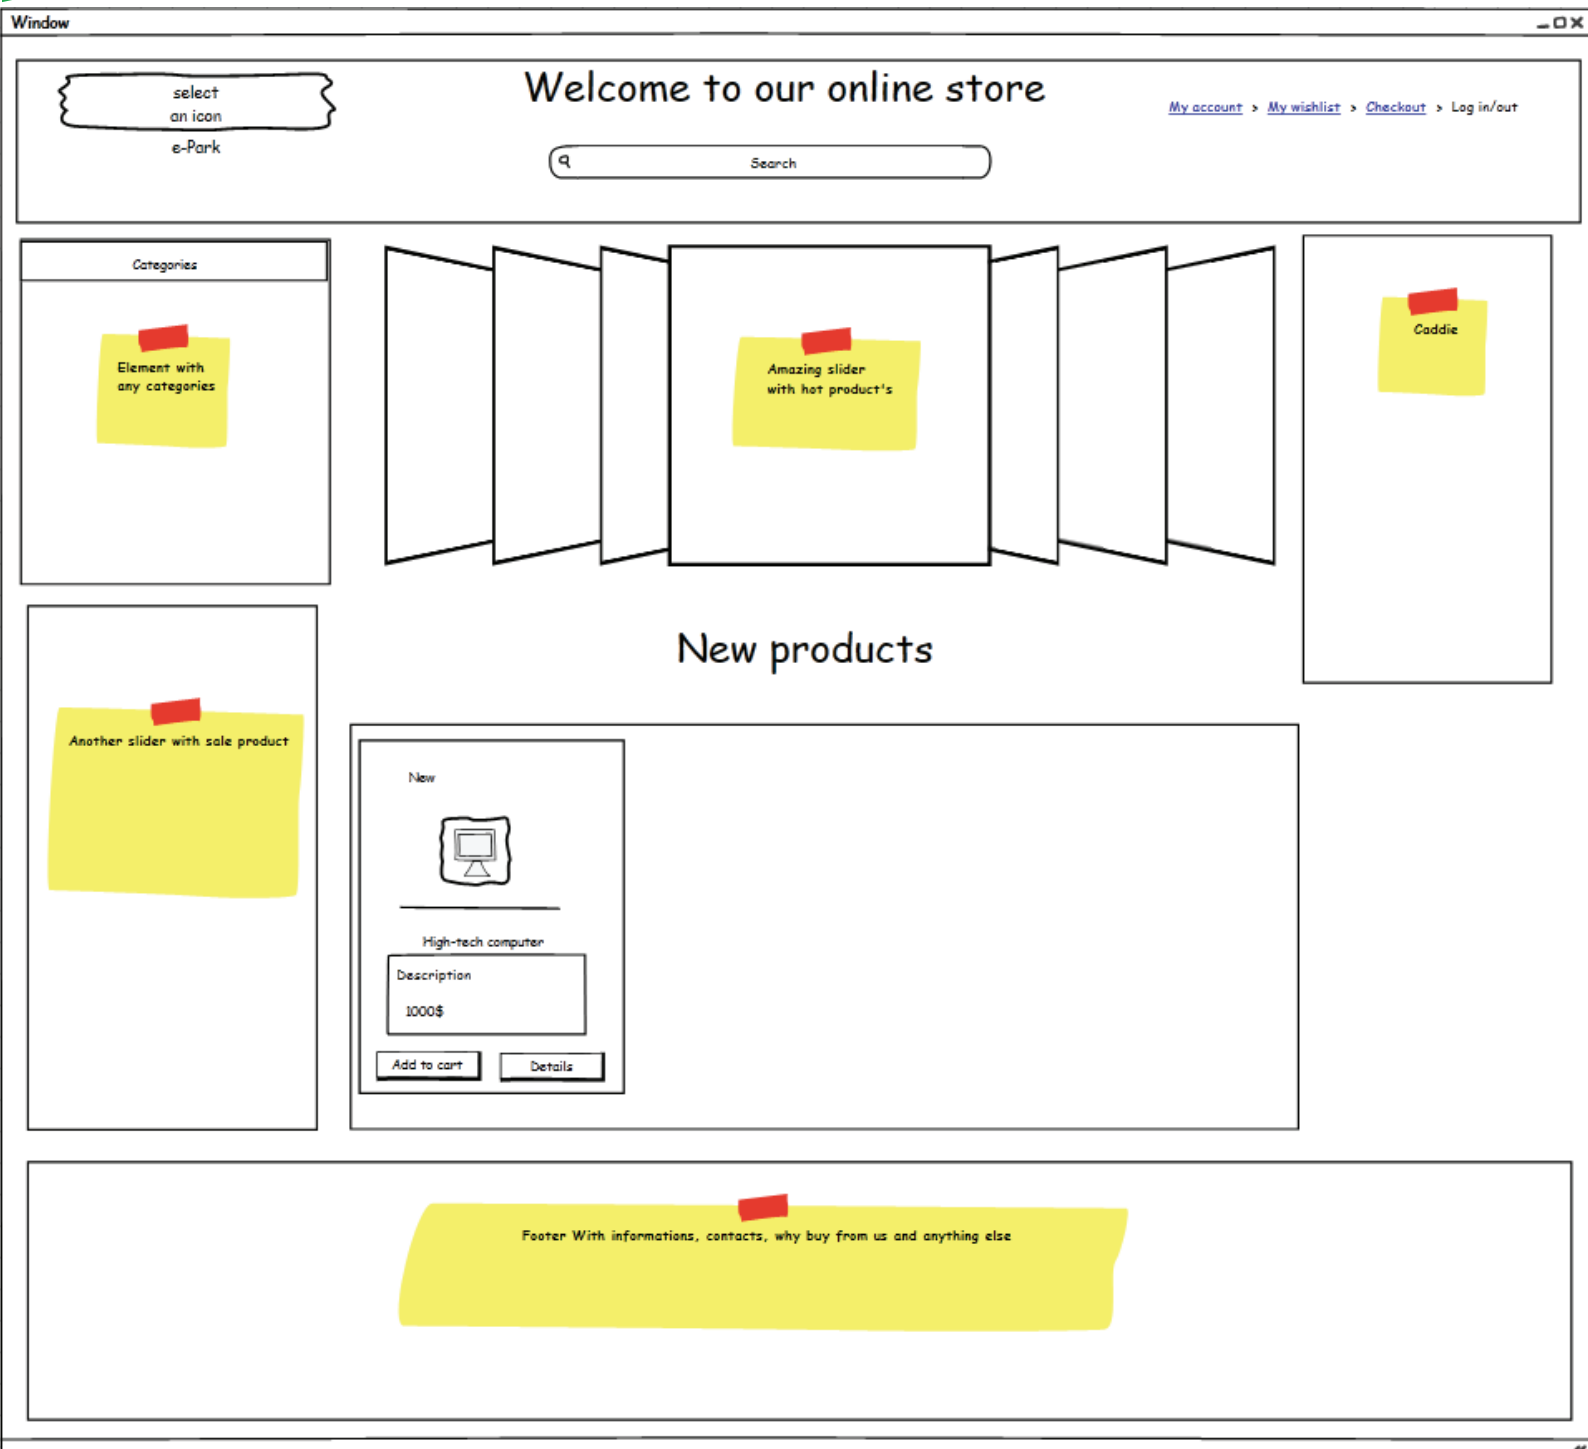 Window
select
an icon
e-Park
Welcome to our online store
Search
My account > My wishlist > Checkout > Log in/out
Categories
Element with
any categories
Amazing slider
with hot product's
Caddie
New products
Another slider with sale product
New
High-tech computer
Description
1000$
Add to cart
Details
Footer With informations, contacts, why buy from us and anything else